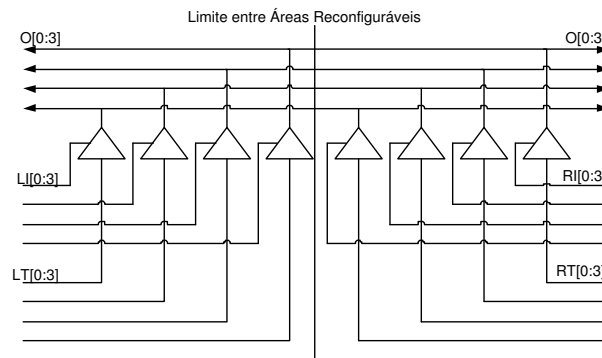 Limite entre Áreas Reconfiguráveis
O[0:3]
O[0:3
LI[0:3]
RI[0:3
LT[0:3]
RT[0:3]